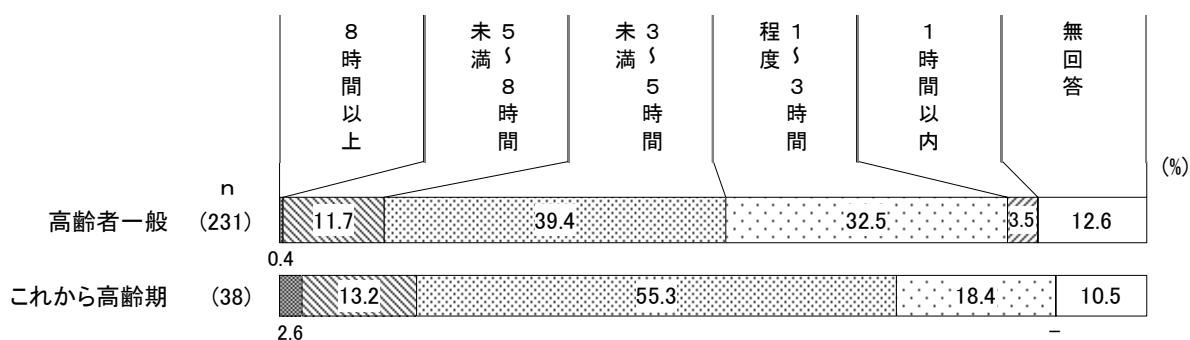 8時間以上
5~8時間
未満
3~5時間
未満
1~3時間
程度
1時間以内
無回答
(%)
n
高齢者一般 (231) 11.7 39.4 32.5 3.5 12.6
0.4
これから高齢期 (38) 13.2 55.3 18.4 10.5
2.6 –